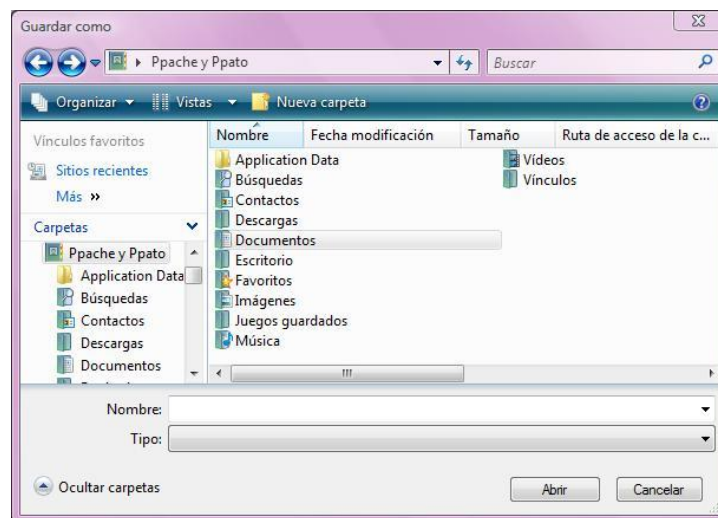 Guardar como
Ppache y Ppato
Buscar
Organizar Vistas Nueva carpeta
Vínculos favoritos
Sitios recientes
Más »
Carpetas
Ppache y Ppato
Application Data
Búsquedas
Contactos
Descargas
Documentos
Nombre Fecha modificación Tamaño Ruta de acceso de la c...
Application Data
Búsquedas
Contactos
Descargas
Documentos
Escritorio
Favoritos
Imágenes
Juegos guardados
Música
Vídeos
Vínculos
Nombre:
Tipo:
Ocultar carpetas Abrir Cancelar